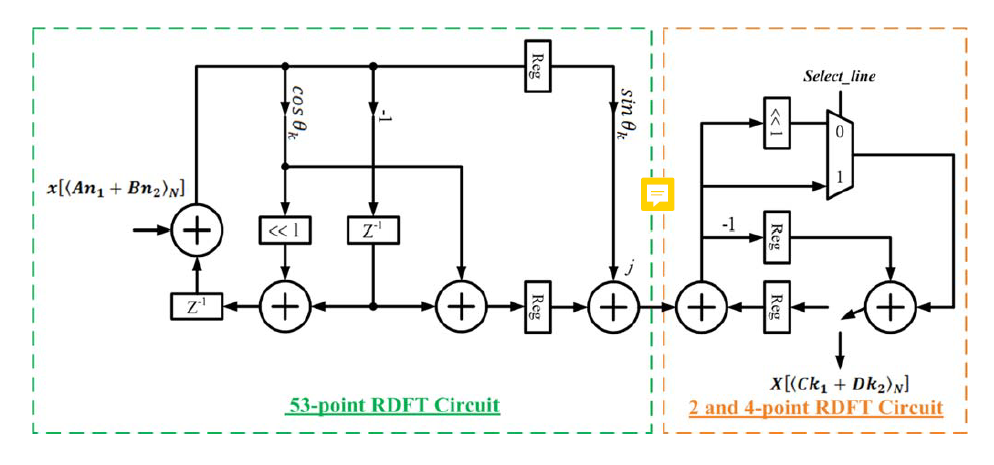 Reg
sin θk
cos θk
-1
x[⟨An₁ + Bn₂⟩N]
<< 1
Z⁻¹
Z⁻¹
Reg
j
53-point RDFT Circuit
Select_line
<< 1
0
1
-1
Reg
Reg
X[⟨Ck₁ + Dk₂⟩N]
2 and 4-point RDFT Circuit